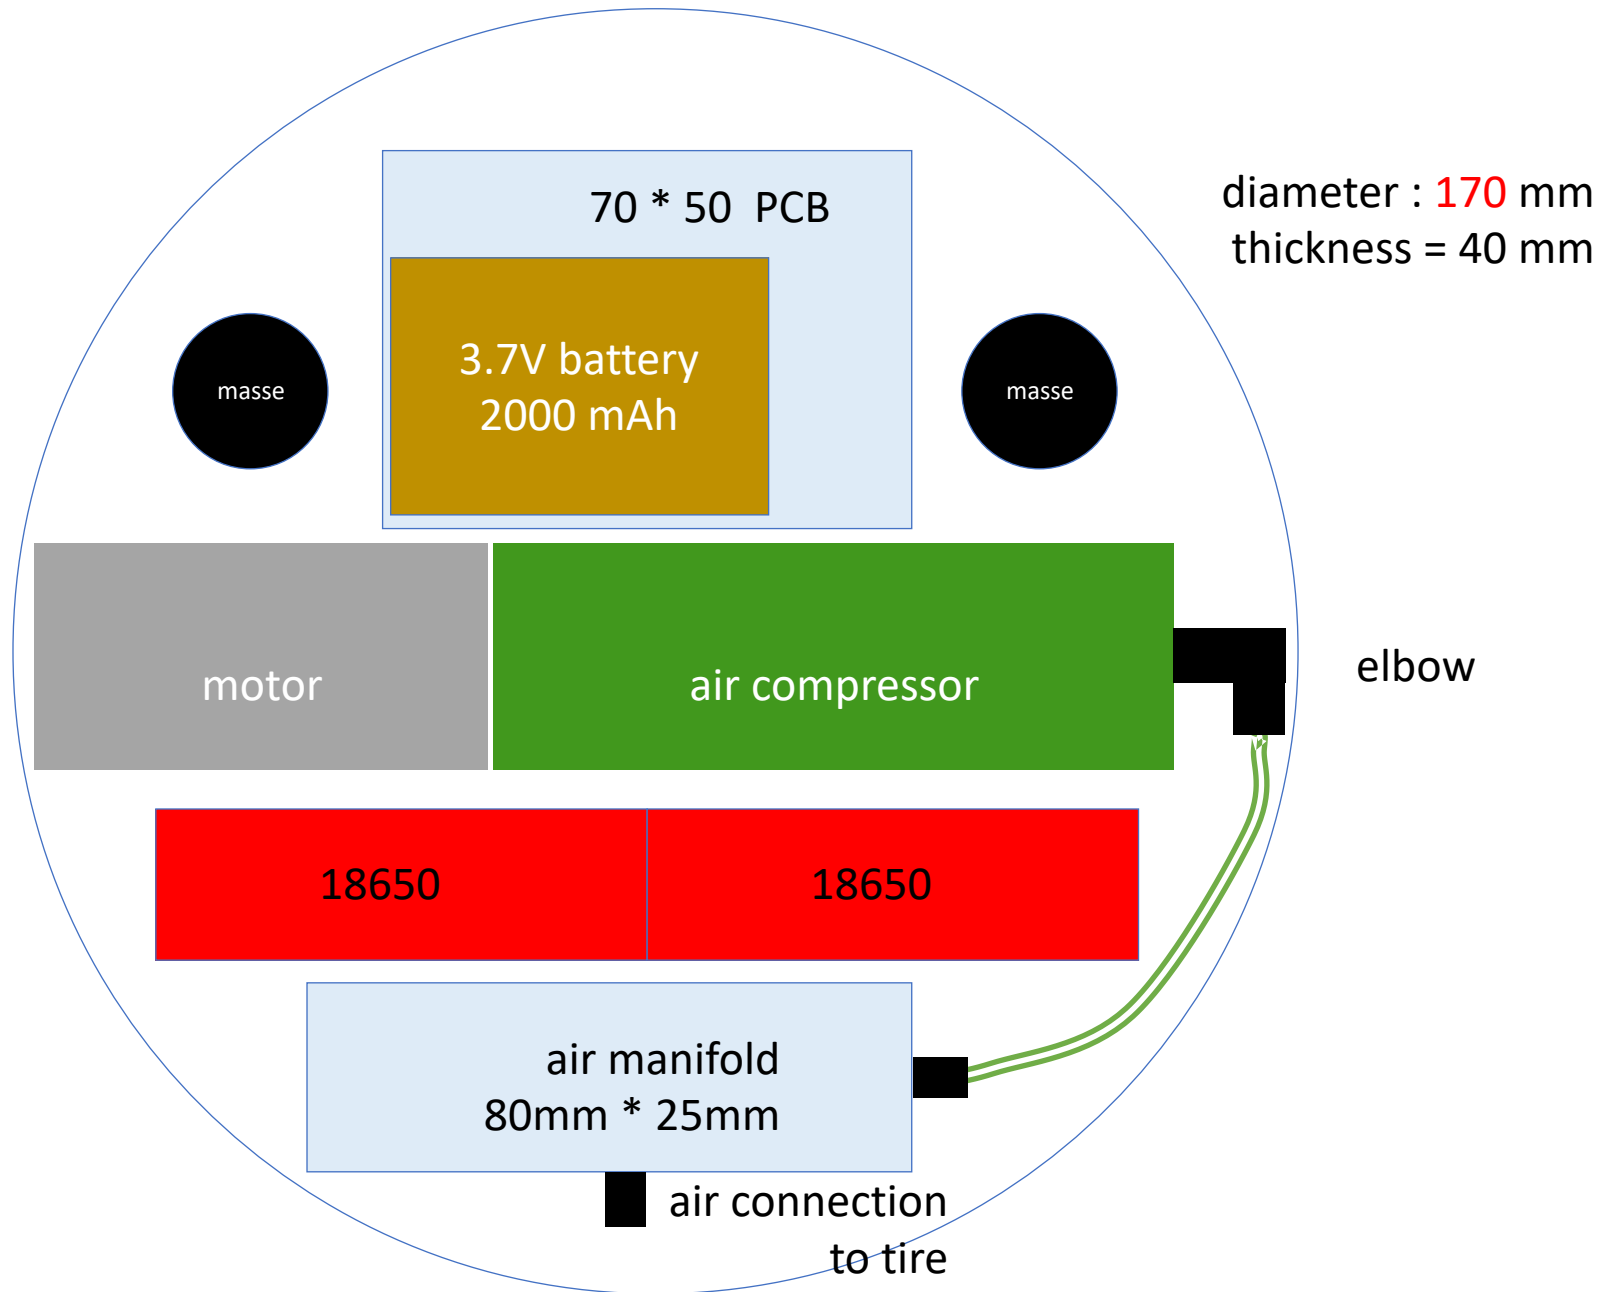 70 * 50 PCB
diameter : 170 mm
thickness = 40 mm
3.7V battery
2000 mAh
masse
masse
motor
air compressor
elbow
18650
18650
air manifold
80mm * 25mm
air connection
to tire